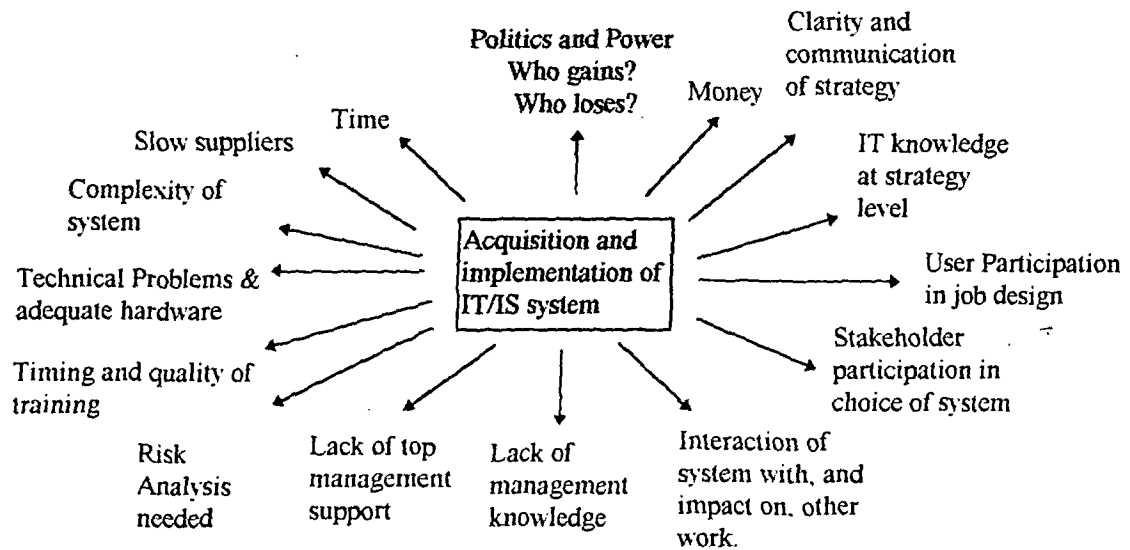 Politics and Power
Who gains?
Who loses?
Money
Clarity and
communication
of strategy
Time
Slow suppliers
IT knowledge
at strategy
level
Complexity of
system
Acquisition and
implementation of
IT/IS system
User Participation
in job design
Technical Problems &
adequate hardware
Stakeholder
participation in
choice of system
Timing and quality of
training
Risk
Analysis
needed
Lack of top
management
support
Lack of
management
knowledge
Interaction of
system with, and
impact on, other
work.